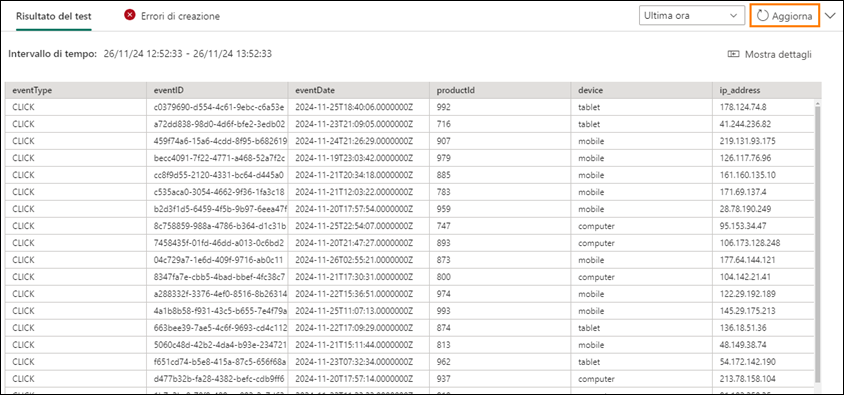 Risultato del test Errori di creazione Ultima ora Aggiorna
Intervallo di tempo: 26/11/24 12:52:33 - 26/11/24 13:52:33 Mostra dettagli
eventType eventID eventDate productId device ip_address
CLICK c0379690-d554-4c61-9ebc-c6a53e 2024-11-25T18:40:06.0000000Z 992 tablet 178.124.74.8
CLICK a72dd838-98d0-4d6f-bfe2-3edb02 2024-11-23T21:09:05.0000000Z 716 tablet 41.244.236.82
CLICK 459f74a6-15a6-4cdd-8f95-b682619 2024-11-24T21:26:29.0000000Z 907 mobile 219.131.93.175
CLICK becc4091-7f22-4771-a468-52a7f2c 2024-11-19T23:03:42.0000000Z 979 mobile 126.117.76.96
CLICK cc8f9d55-2120-4331-bc64-d445a0 2024-11-21T20:34:18.0000000Z 885 mobile 161.160.135.10
CLICK c535aca0-3054-4662-9f36-1fa3c18 2024-11-21T12:03:22.0000000Z 783 mobile 171.69.137.4
CLICK b2d3f1d5-6459-4f5b-9b97-6eea47f 2024-11-20T17:57:54.0000000Z 959 mobile 28.78.190.249
CLICK 8c758859-988a-4786-b364-d1c31b 2024-11-25T22:54:07.0000000Z 747 computer 95.153.34.47
CLICK 7458435f-01fd-46dd-a013-0c6bd2 2024-11-20T21:47:27.0000000Z 893 computer 106.173.128.248
CLICK 04c729a7-1e6d-409f-9716-ab0c11 2024-11-26T02:55:21.0000000Z 873 mobile 177.64.144.121
CLICK 8347fa7e-cbb5-4bad-bbef-4fc38c7 2024-11-21T17:30:31.0000000Z 800 computer 104.142.21.41
CLICK a288332f-3376-4ef0-8516-8b26314 2024-11-22T15:36:51.0000000Z 974 mobile 122.29.192.189
CLICK 4a1b8b58-f931-43c5-b655-7e4f79a 2024-11-25T11:07:13.0000000Z 993 mobile 145.29.175.213
CLICK 663bee39-7ae5-4c6f-9693-cd4c112 2024-11-22T17:09:29.0000000Z 874 tablet 136.18.51.36
CLICK 5060c48d-42b2-4da4-b93e-234721 2024-11-21T15:11:44.0000000Z 813 mobile 48.149.38.74
CLICK f651cd74-b5e8-415a-87c5-656f68a 2024-11-23T07:32:34.0000000Z 962 tablet 54.172.142.190
CLICK d477b32b-fa28-4382-befc-cdb9ff6 2024-11-20T17:57:14.0000000Z 937 computer 213.78.158.104